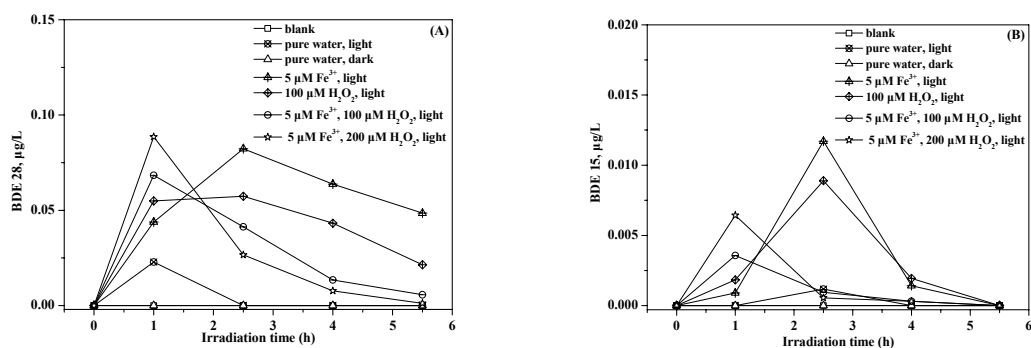 (A)
blank
pure water, light
pure water, dark
5 µM Fe³⁺, light
100 µM H₂O₂, light
5 µM Fe³⁺, 100 µM H₂O₂, light
5 µM Fe³⁺, 200 µM H₂O₂, light
BDE 28, µg/L
0.15
0.10
0.05
0.00
0 1 2 3 4 5 6
Irradiation time (h)
(B)
blank
pure water, light
pure water, dark
5 µM Fe³⁺, light
100 µM H₂O₂, light
5 µM Fe³⁺, 100 µM H₂O₂, light
5 µM Fe³⁺, 200 µM H₂O₂, light
BDE 15, µg/L
0.020
0.015
0.010
0.005
0.000
0 1 2 3 4 5 6
Irradiation time (h)